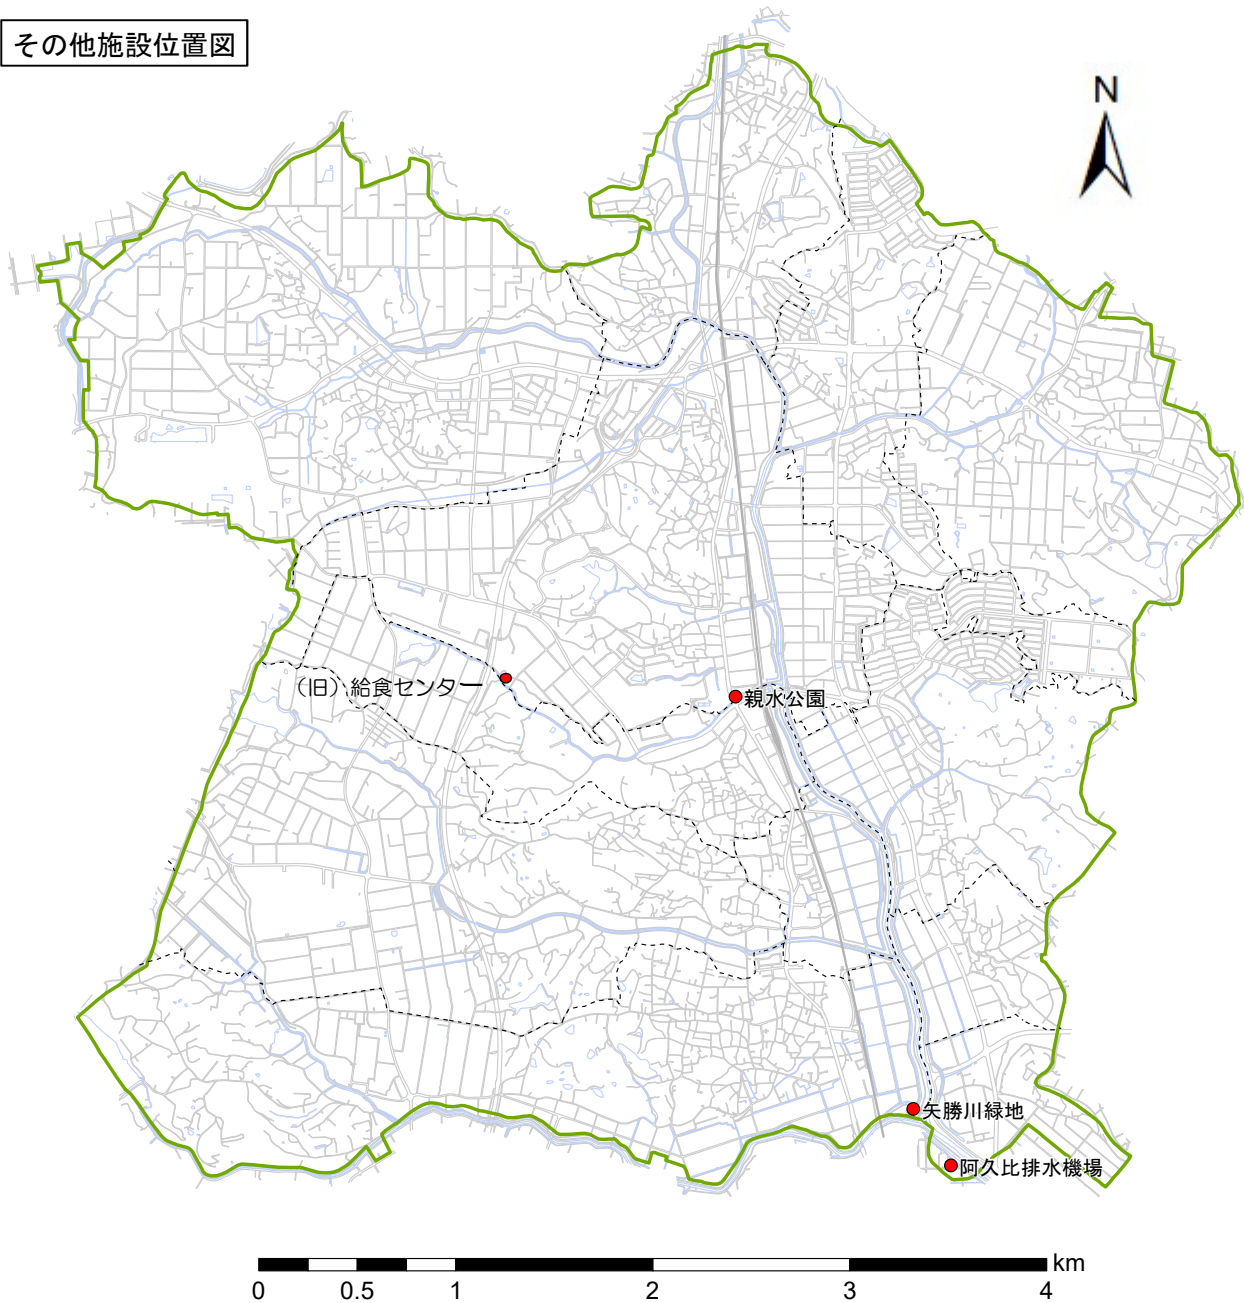 その他施設位置図
N
（旧）給食センター
親水公園
矢勝川緑地
阿久比排水機場
km
0 0.5 1 2 3 4